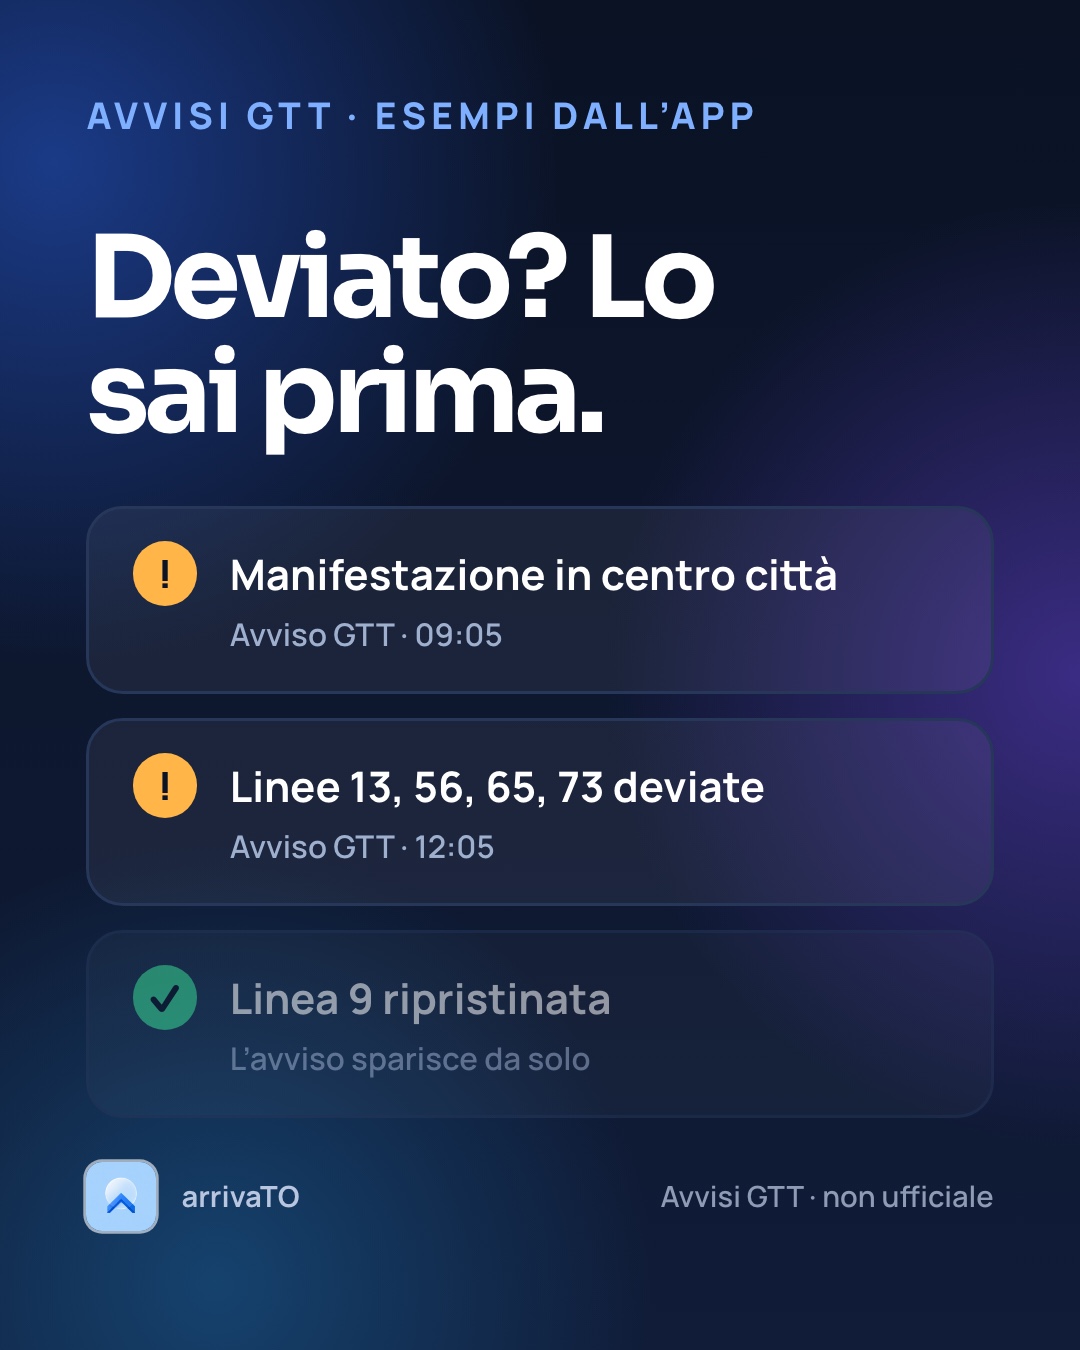 AVVISI GTT · ESEMPI DALL’APP
Deviato? Lo
sai prima.
!
Manifestazione in centro città
Avviso GTT · 09:05
!
Linee 13, 56, 65, 73 deviate
Avviso GTT · 12:05
Linea 9 ripristinata
L’avviso sparisce da solo
arrivaTO
Avvisi GTT · non ufficiale